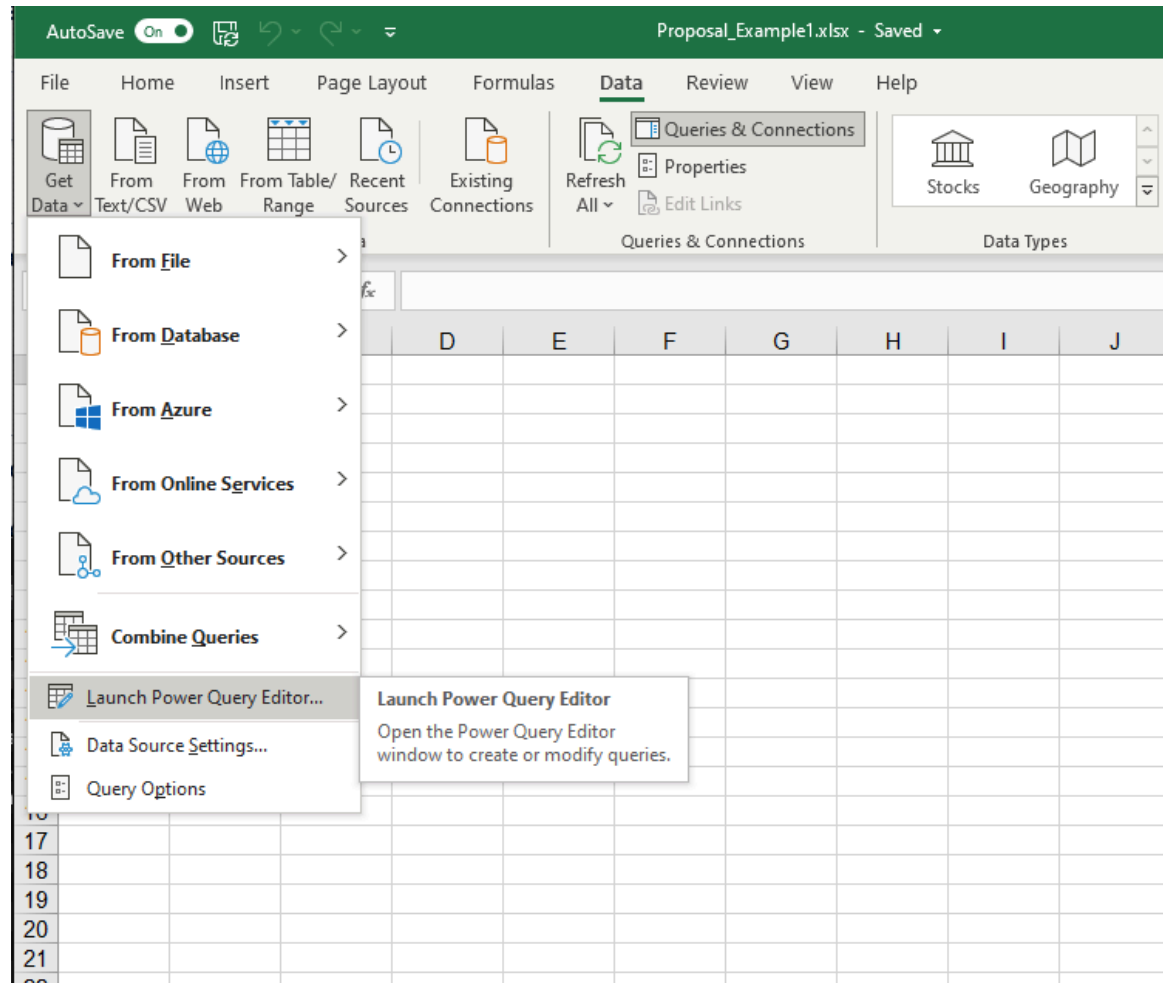 AutoSave On Proposal_Example1.xlsx - Saved
File Home Insert Page Layout Formulas Data Review View Help
Get Data
From Text/CSV
From Web
From Table/ Range
Recent Sources
Existing Connections
Refresh All
Queries & Connections
Properties
Edit Links
Stocks
Geography
Queries & Connections
Data Types
fx
D E F G H I J
From File
From Database
From Azure
From Online Services
From Other Sources
Combine Queries
Launch Power Query Editor...
Data Source Settings...
Query Options
Launch Power Query Editor
Open the Power Query Editor
window to create or modify queries.
17
18
19
20
21